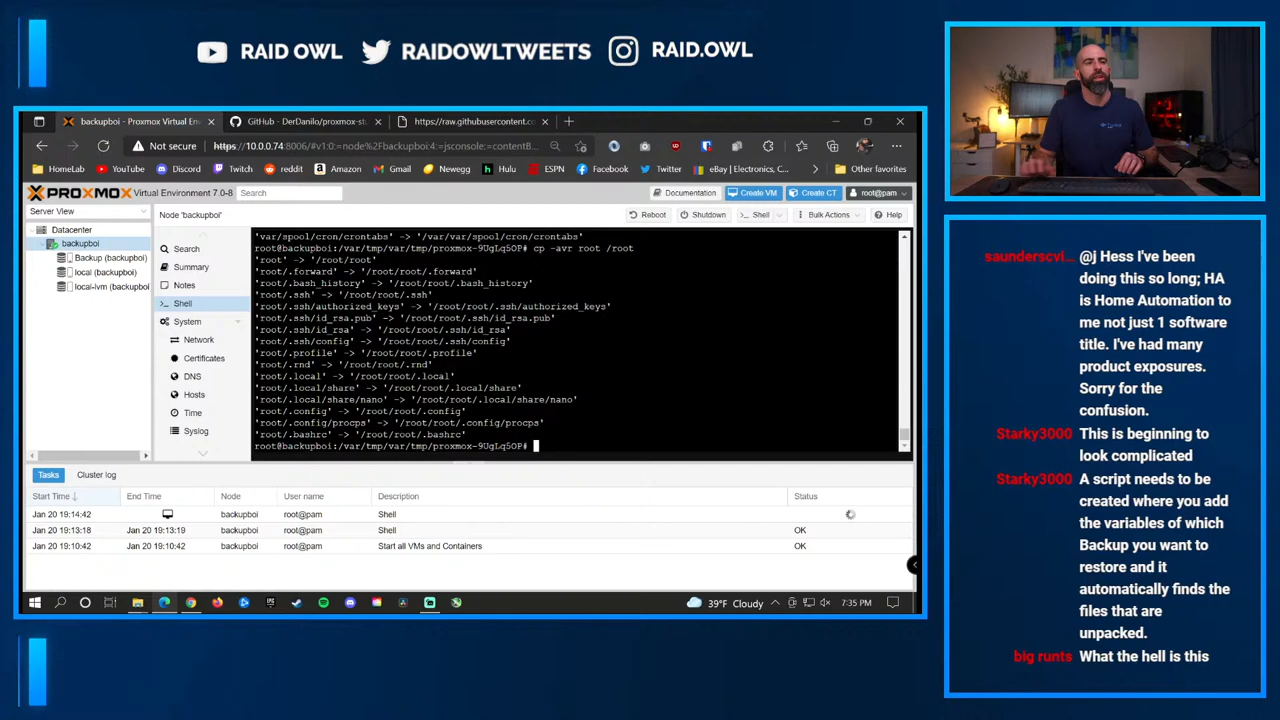 RAID OWL
RAIDOWLTWEETS
RAID.OWL
backupboi - Proxmox Virtual En
GitHub - DerDanilo/proxmox-st
https://raw.githubusercontent.c
Not secure
https://10.0.0.74:8006/#v1:0:=node%2Fbackupboi:4:=jsconsole=contentB...
HomeLab
YouTube
Discord
Twitch
reddit
Amazon
Gmail
Newegg
Hulu
ESPN
Facebook
Twitter
eBay (backpage)...
Other favorites
PROXMOX Virtual Environment 7.0-8
Search
Documentation
Create VM
Create CT
root@pam
Server View
Node 'backupboi'
Reboot
Shutdown
Shell
Bulk Actions
Help
Datacenter
backupboi
Backup (backupboi)
local (backupboi)
local-lvm (backupboi
Search
Summary
Notes
>_ Shell
System
Network
Certificates
DNS
Hosts
Time
Syslog
'var/spool/cron/crontabs' -> '/var/var/spool/cron/crontabs'
root@backupboi:/var/tmp/var/tmp/proxmox-9UgLq5OP# cp -avr root /root
'root' -> '/root/root'
'root/.forward' -> '/root/root/.forward'
'root/.bash_history' -> '/root/root/.bash_history'
'root/.ssh' -> '/root/root/.ssh'
'root/.ssh/authorized_keys' -> '/root/root/.ssh/authorized_keys'
'root/.ssh/id_rsa.pub' -> '/root/root/.ssh/id_rsa.pub'
'root/.ssh/id_rsa' -> '/root/root/.ssh/id_rsa'
'root/.ssh/config' -> '/root/root/.ssh/config'
'root/.profile' -> '/root/root/.profile'
'root/.rnd' -> '/root/root/.rnd'
'root/.local' -> '/root/root/.local'
'root/.local/share' -> '/root/root/.local/share'
'root/.local/share/nano' -> '/root/root/.local/share/nano'
'root/.config' -> '/root/root/.config'
'root/.config/procps' -> '/root/root/.config/procps'
'root/.bashrc' -> '/root/root/.bashrc'
root@backupboi:/var/tmp/var/tmp/proxmox-9UgLq5OP#
Tasks
Cluster log
Start Time
End Time
Node
User name
Description
Status
Jan 20 19:14:42 backupboi root@pam Shell
Jan 20 19:13:18 Jan 20 19:13:19 backupboi root@pam Shell OK
Jan 20 19:10:42 Jan 20 19:10:42 backupboi root@pam Start all VMs and Containers OK
39°F Cloudy
7:35 PM
saunderscvi... @j Hess I've been
doing this so long; HA
is Home Automation to
me not just 1 software
title. I've had many
product exposures.
Sorry for the
confusion.
Starky3000 This is beginning to
look complicated
Starky3000 A script needs to be
created where you add
the variables of which
Backup you want to
restore and it
automatically finds the
files that are
unpacked.
big runts What the hell is this